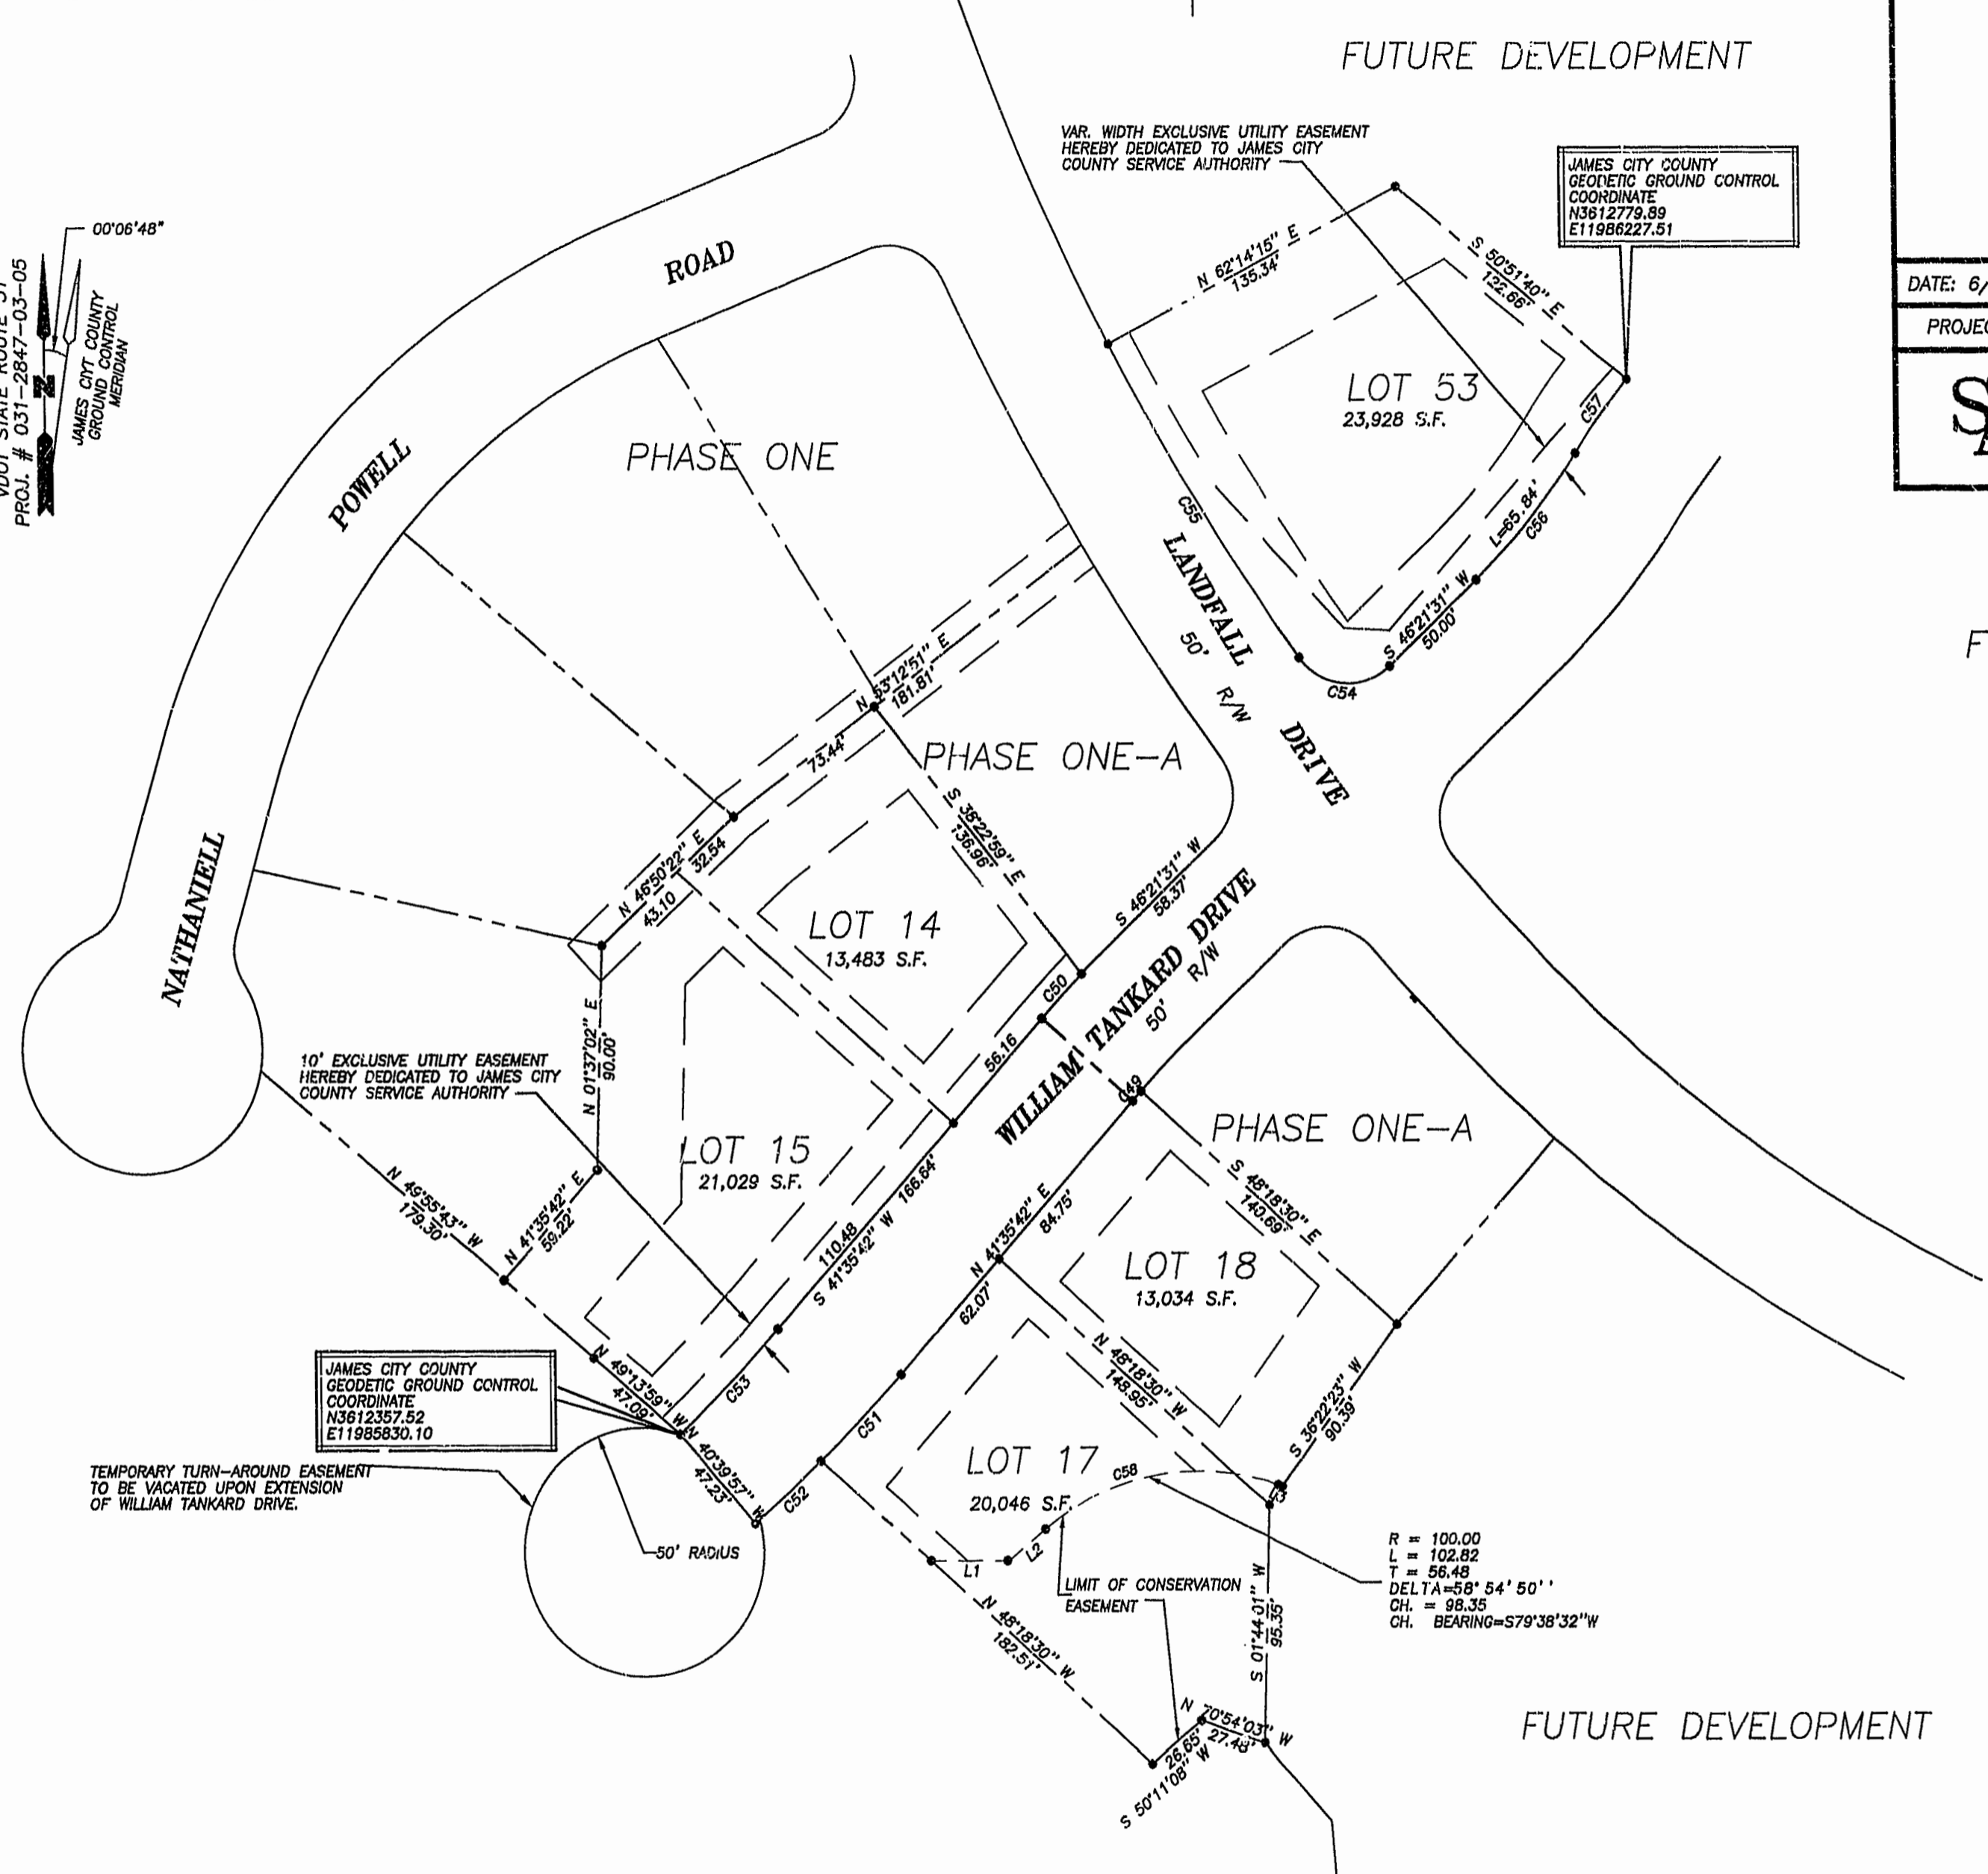 FUTURE DEVELOPMENT
VAR. WIDTH EXCLUSIVE UTILITY EASEMENT
HEREBY DEDICATED TO JAMES CITY
COUNTY SERVICE AUTHORITY
JAMES CITY COUNTY
GEODETIC GROUND CONTROL
COORDINATE
N3612779.89
E11986227.51
DATE: 6/
PROJEC
S
00°06'48"
PROJ. # 031-2847-03-05
N
JAMES CIYT COUNTY
GROUND CONTROL
MERIDIAN
ROAD
POWELL
NATHANIELL
N 62°14'15" E
135.34'
S 50°51'40" E
122.66'
LOT 53
23,928 S.F.
C57
C55
L=65.84'
C56
S 46°21'31" W
50.00'
C54
LANDFALL
50' R/W
DRIVE
F
PHASE ONE
N 53°12'51" E
181.81'
73.44'
PHASE ONE-A
S 38°22'59" E
136.96'
N 46°50'22" E
32.54
43.10
LOT 14
13,483 S.F.
S 46°21'31" W
58.37'
C50
WILLIAM TANKARD DRIVE
50' R/W
56.16
C49
N 01°37'02" E
90.00'
10' EXCLUSIVE UTILITY EASEMENT
HEREBY DEDICATED TO JAMES CITY
COUNTY SERVICE AUTHORITY
LOT 15
21,029 S.F.
PHASE ONE-A
N 49°55'43" W
179.30'
N 41°35'42" E
59.22'
110.48
S 41°35'42" W 166.64'
N 41°35'42" E
84.75'
62.07'
S 48°18'30" E
140.69'
LOT 18
13,034 S.F.
N 48°18'30" W
148.95'
S 36°22'23" W
90.39'
JAMES CITY COUNTY
GEODETIC GROUND CONTROL
COORDINATE
N3612357.52
E11985830.10
N 49°13'59" W
47.09'
C53
C51
N 40°39'57" W
47.23'
C52
LOT 17
20,046 S.F.
C58
L3
TEMPORARY TURN-AROUND EASEMENT
TO BE VACATED UPON EXTENSION
OF WILLIAM TANKARD DRIVE.
50' RADIUS
L1
L2
LIMIT OF CONSERVATION
EASEMENT
R = 100.00
L = 102.82
T = 56.48
DELTA=58° 54' 50''
CH. = 98.35
CH. BEARING=S79°38'32"W
N 48°18'30" W
182.51'
S 01°44'01" W
95.35'
N 70°54'03" W
27.48'
26.65'
S 50°11'08" W
FUTURE DEVELOPMENT